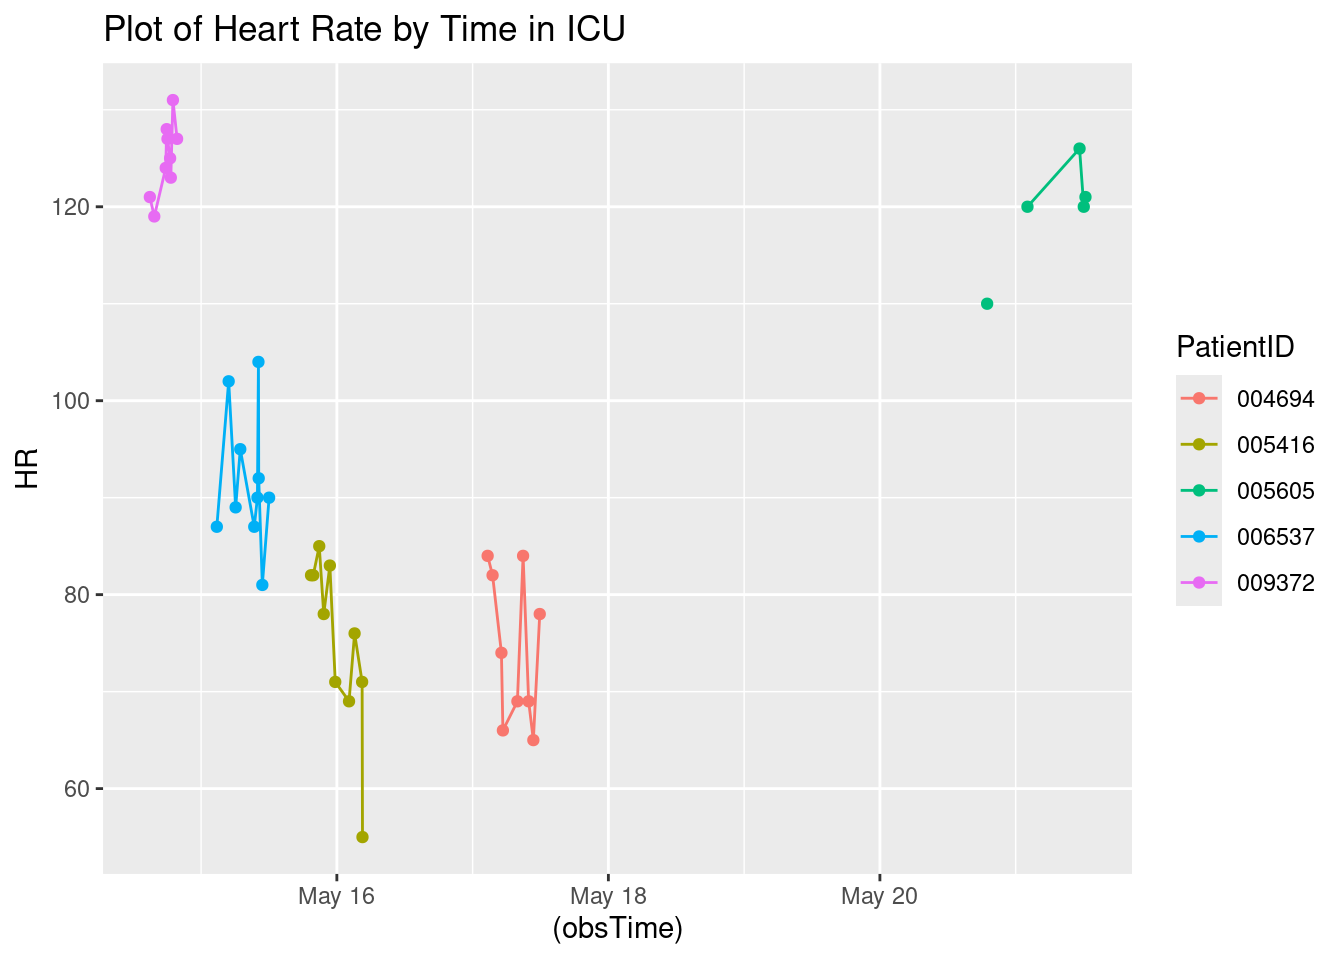 Plot of Heart Rate by Time in ICU
HR
120
100
80
60
May 16
May 18
May 20
(obsTime)
PatientID
004694
005416
005605
006537
009372